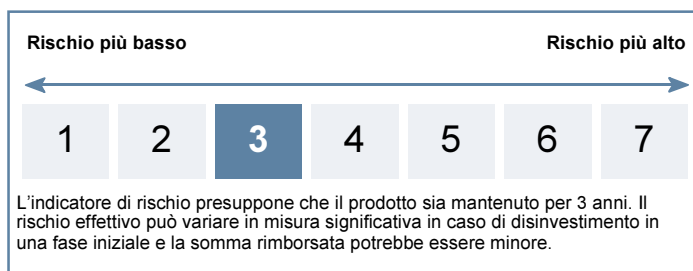 Rischio più basso Rischio più alto
1 2 3 4 5 6 7
L'indicatore di rischio presuppone che il prodotto sia mantenuto per 3 anni. Il
rischio effettivo può variare in misura significativa in caso di disinvestimento in
una fase iniziale e la somma rimborsata potrebbe essere minore.